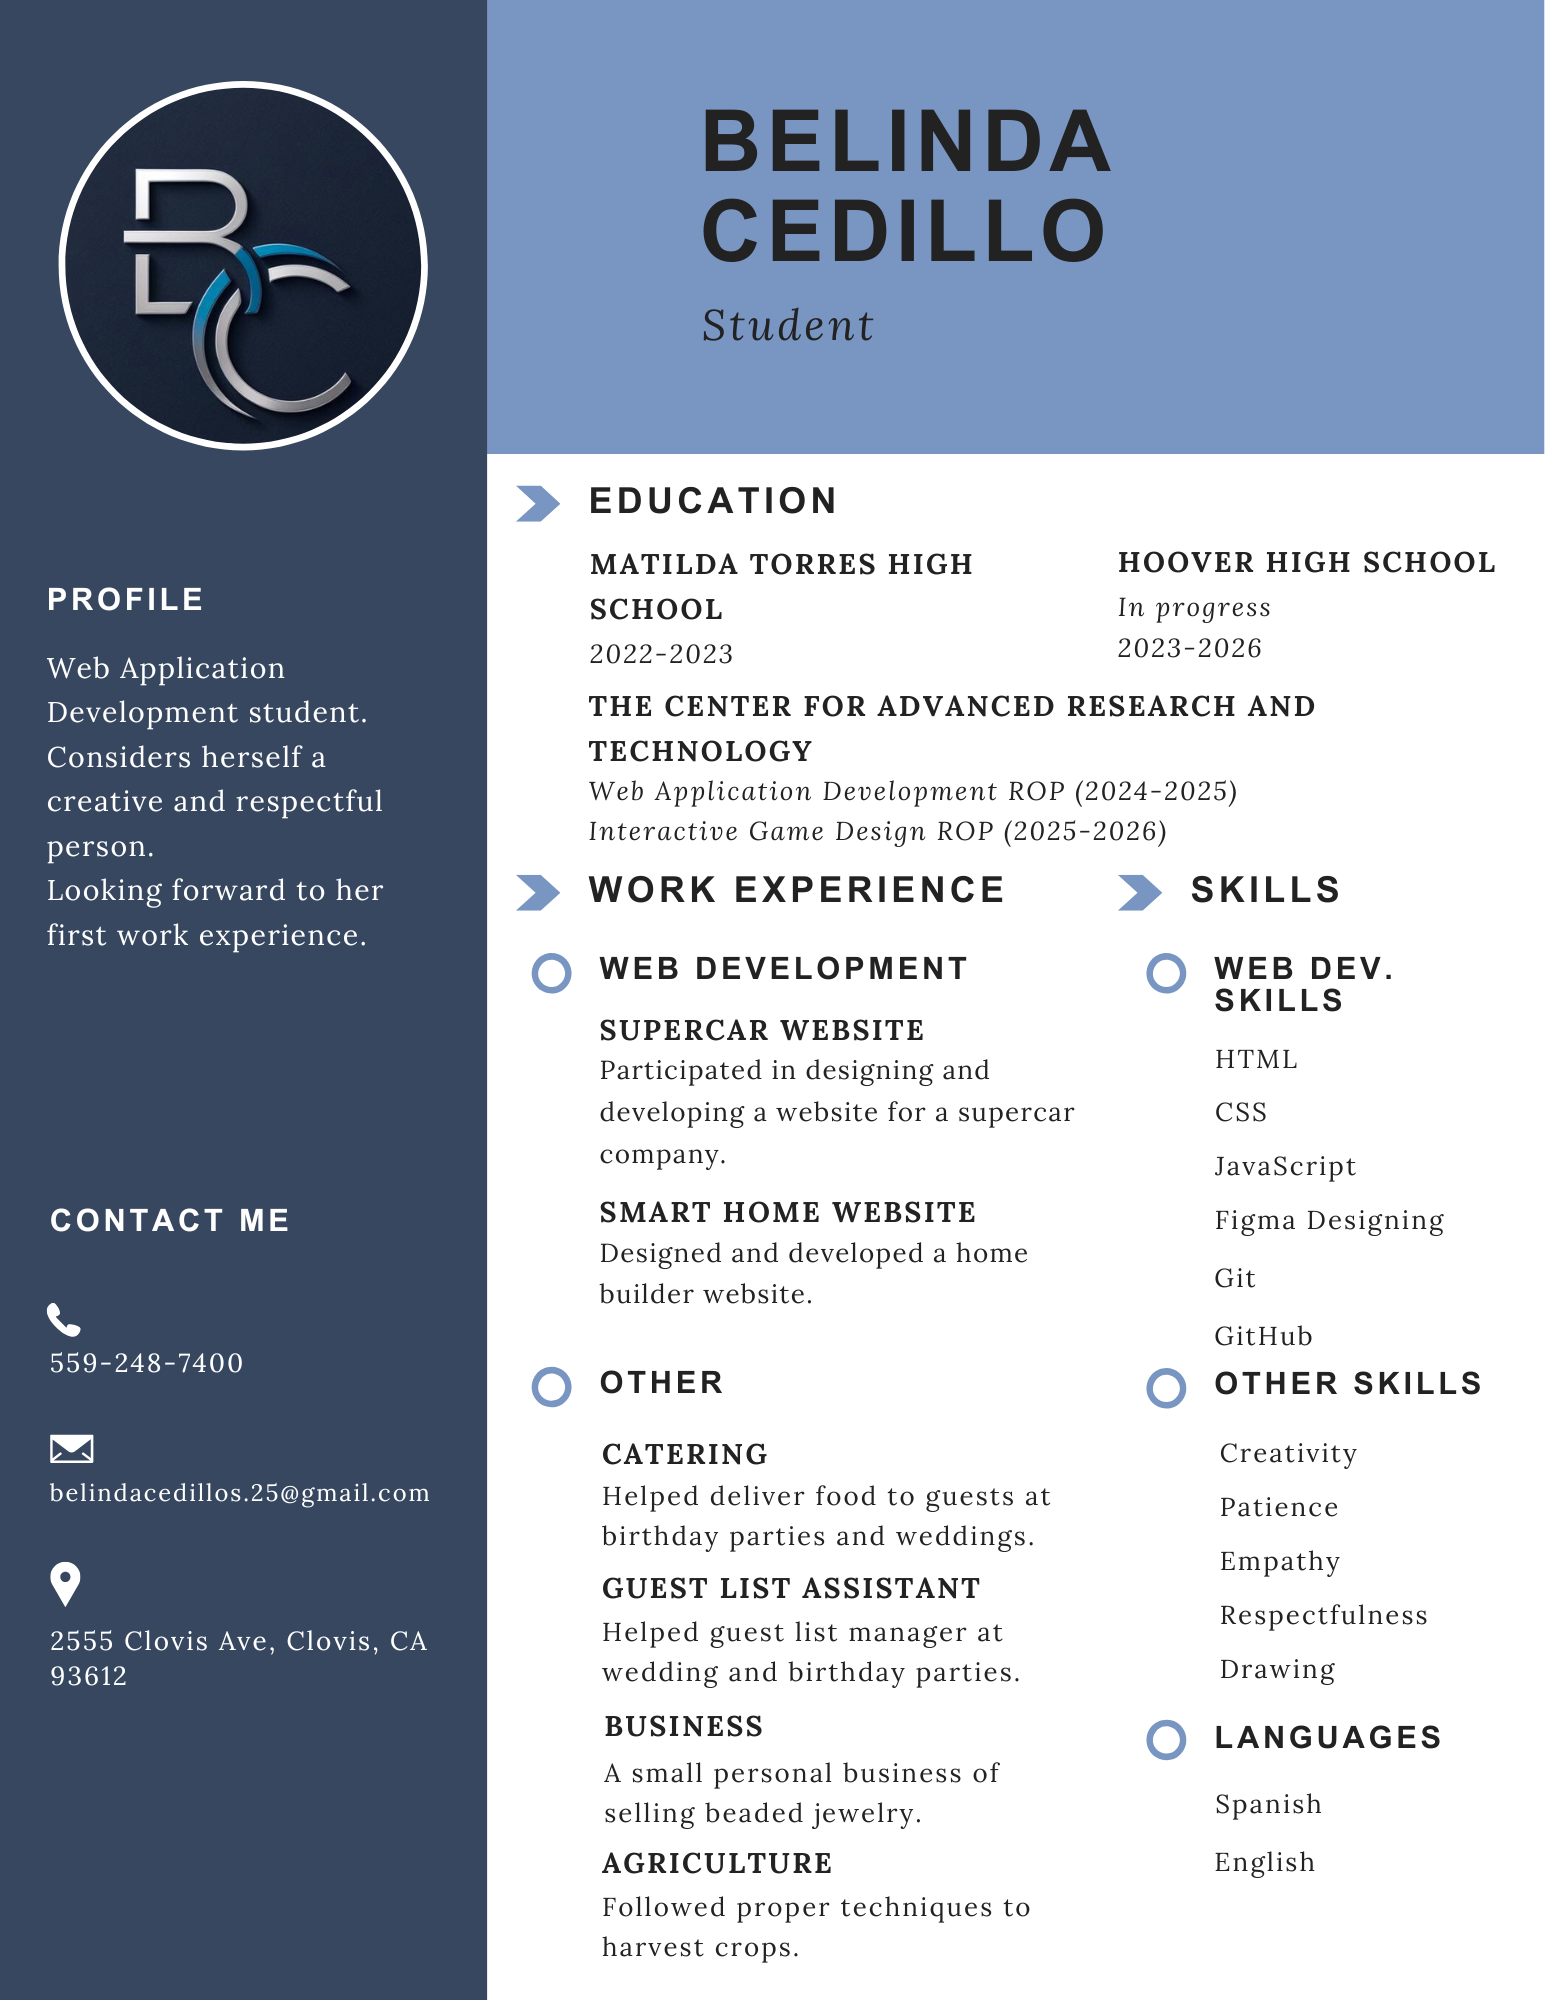 BELINDA
CEDILLO
Student
PROFILE
Web Application
Development student.
Considers herself a
creative and respectful
person.
Looking forward to her
first work experience.
CONTACT ME
559-248-7400
belindacedillos.25@gmail.com
2555 Clovis Ave, Clovis, CA
93612
EDUCATION
MATILDA TORRES HIGH
SCHOOL
2022-2023
HOOVER HIGH SCHOOL
In progress
2023-2026
THE CENTER FOR ADVANCED RESEARCH AND
TECHNOLOGY
Web Application Development ROP (2024-2025)
Interactive Game Design ROP (2025-2026)
WORK EXPERIENCE
WEB DEVELOPMENT
SUPERCAR WEBSITE
Participated in designing and
developing a website for a supercar
company.
SMART HOME WEBSITE
Designed and developed a home
builder website.
OTHER
CATERING
Helped deliver food to guests at
birthday parties and weddings.
GUEST LIST ASSISTANT
Helped guest list manager at
wedding and birthday parties.
BUSINESS
A small personal business of
selling beaded jewelry.
AGRICULTURE
Followed proper techniques to
harvest crops.
SKILLS
WEB DEV.
SKILLS
HTML
CSS
JavaScript
Figma Designing
Git
GitHub
OTHER SKILLS
Creativity
Patience
Empathy
Respectfulness
Drawing
LANGUAGES
Spanish
English